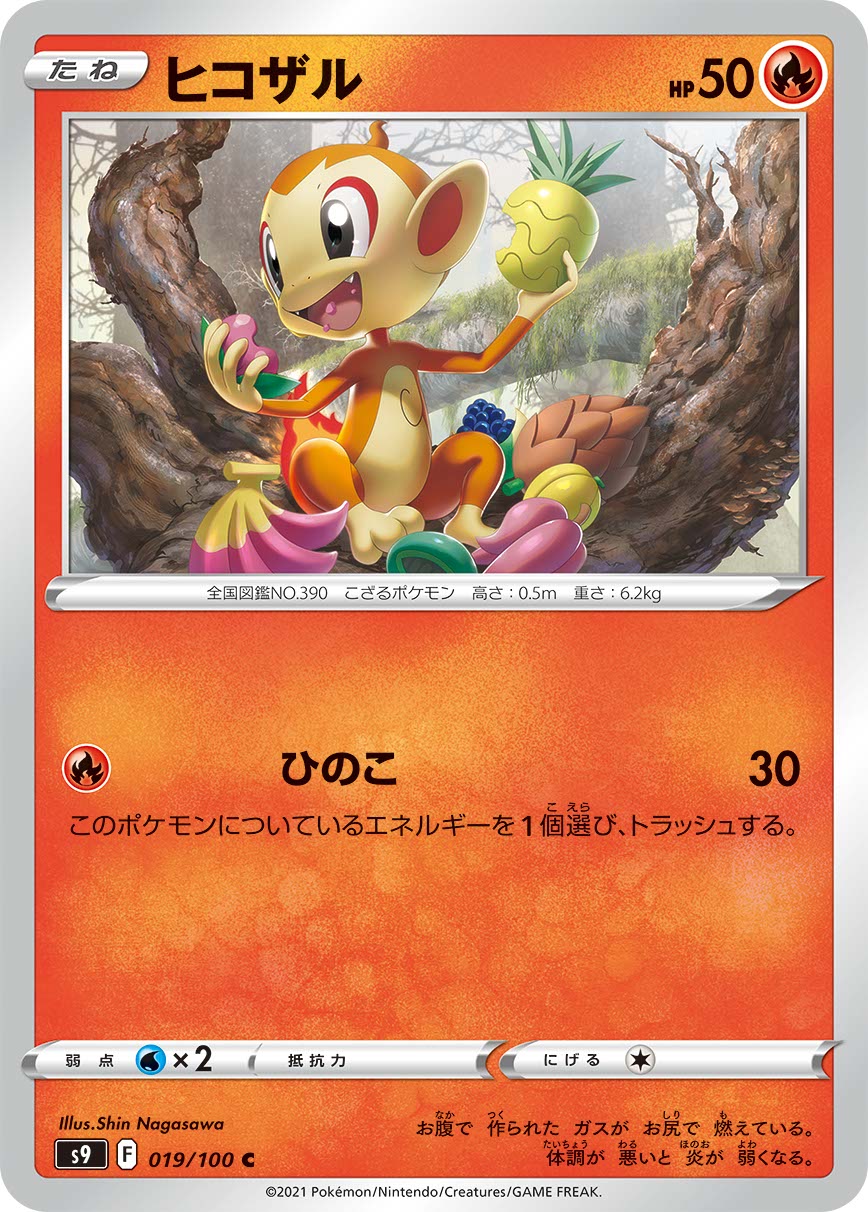 たね ヒコザル HP50
全国図鑑NO.390 こざるポケモン 高さ:0.5m 重さ:6.2kg
ひのこ 30
このポケモンについているエネルギーを1個選び、トラッシュする。
弱点 ×2 抵抗力 にげる
Illus.Shin Nagasawa
お腹で 作られた ガスが お尻で 燃えている。
体調が 悪いと 炎が 弱くなる。
s9 F 019/100 C
©2021 Pokémon/Nintendo/Creatures/GAME FREAK.